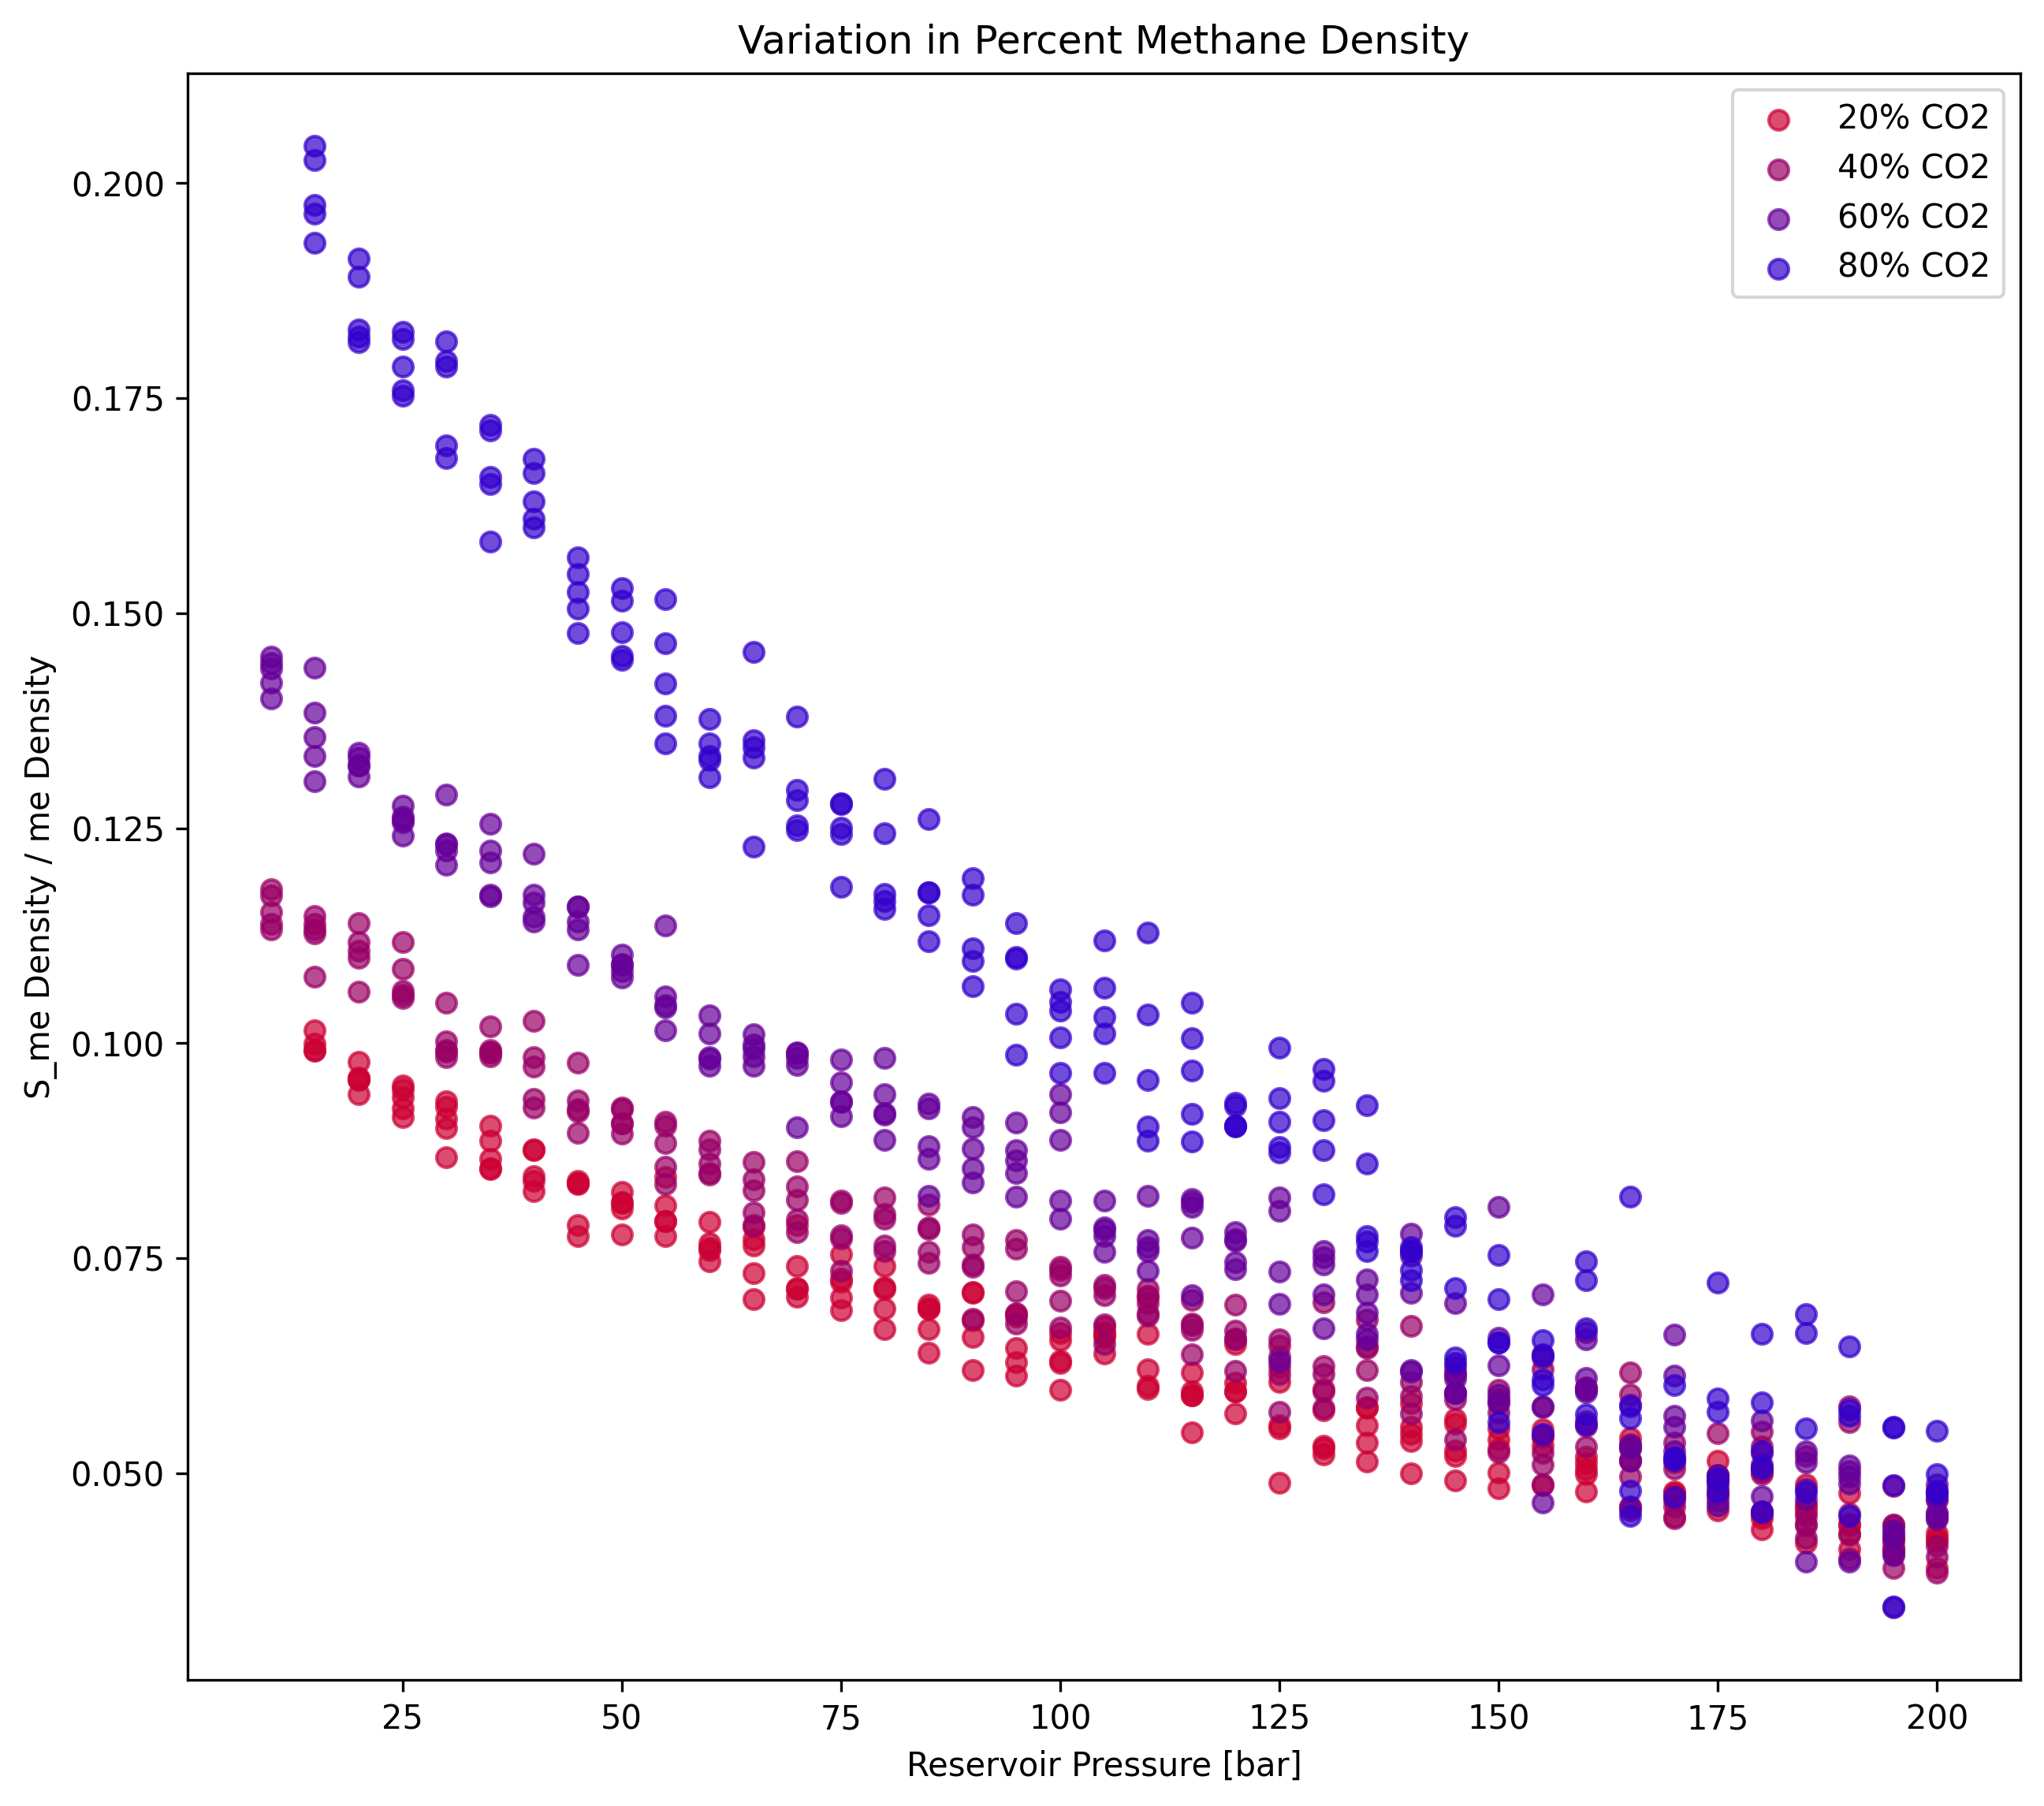 Variation in Percent Methane Density
20% CO2
40% CO2
60% CO2
80% CO2
S_me Density / me Density
0.200
0.175
0.150
0.125
0.100
0.075
0.050
25 50 75 100 125 150 175 200
Reservoir Pressure [bar]